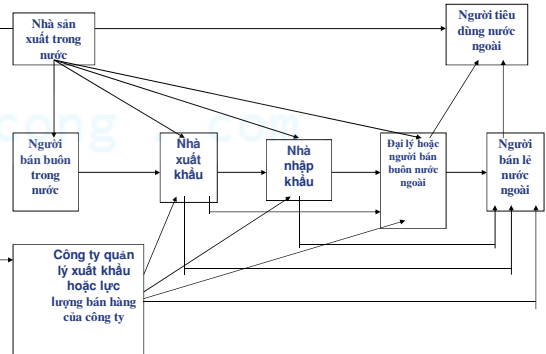 Nhà sản
xuất trong
nước
Người tiêu
dùng nước
ngoài
cong . com
Người
bán buôn
trong
nước
Nhà
xuất
khẩu
Nhà
nhập
khẩu
Đại lý hoặc
người bán
buôn nước
ngoài
Người
bán lẻ
nước
ngoài
Công ty quản
lý xuất khẩu
hoặc lực
lượng bán hàng
của công ty